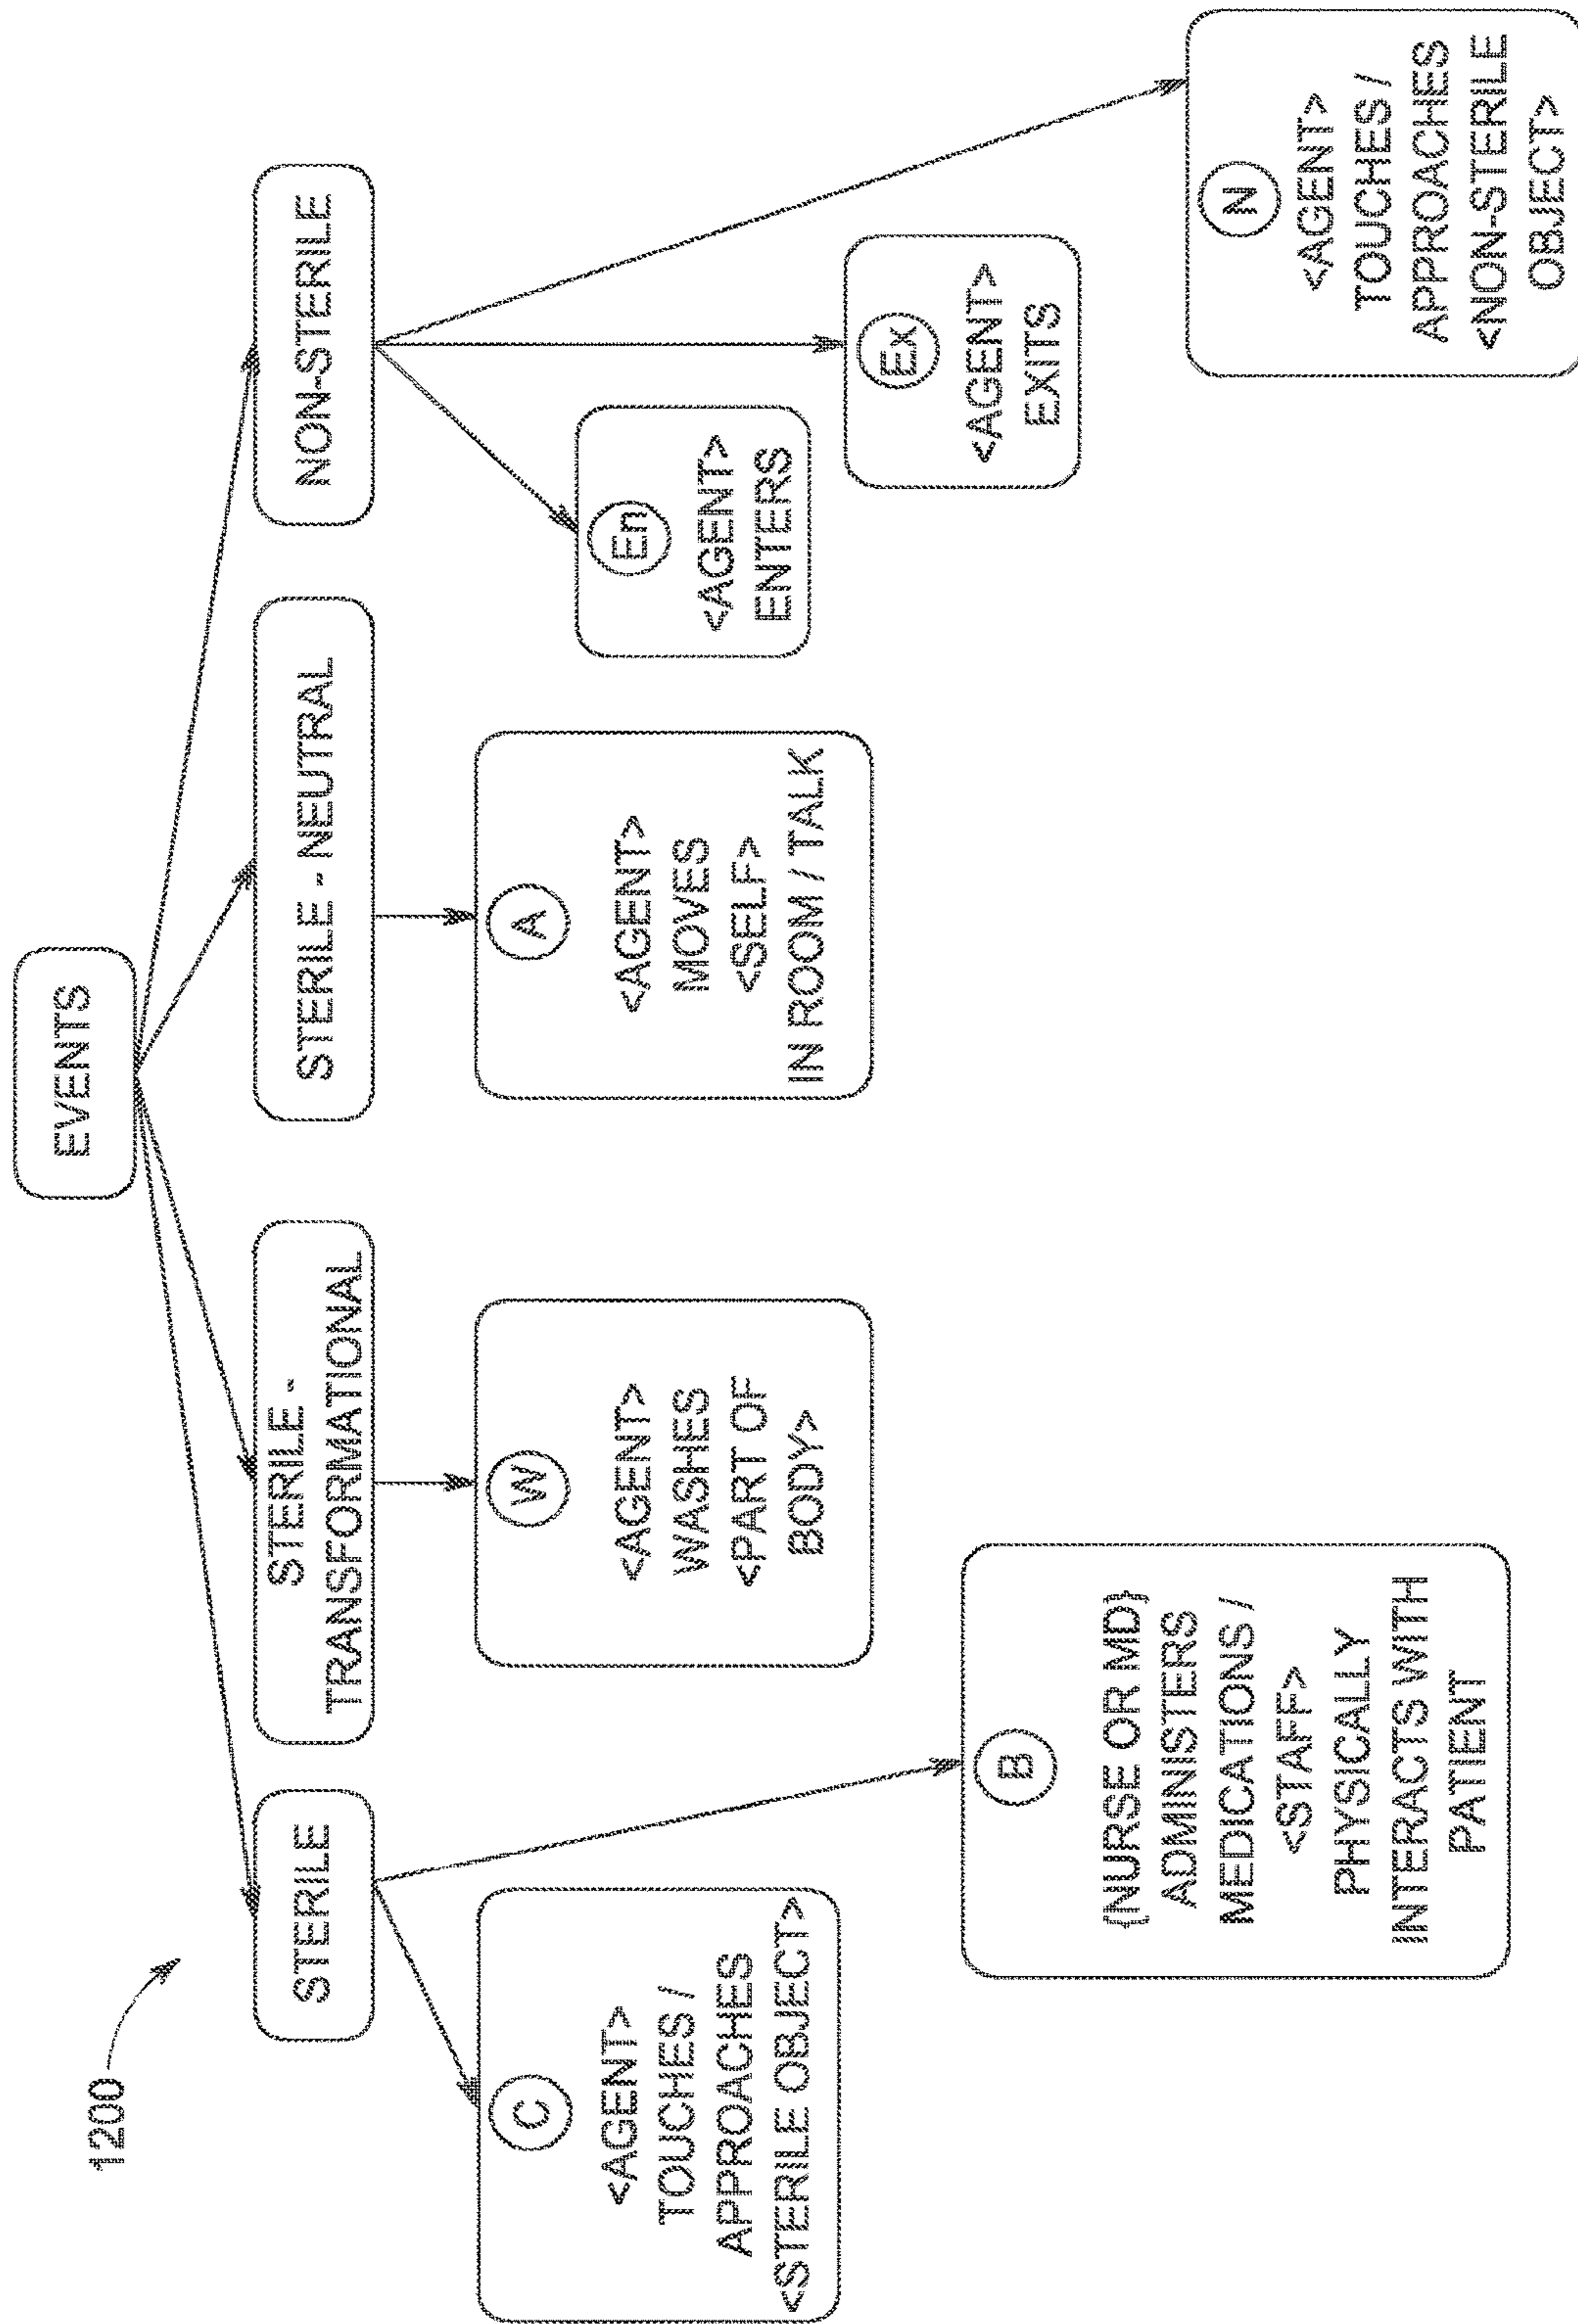 1200
EVENTS
STERILE
STERILE -
TRANSFORMATIONAL
STERILE - NEUTRAL
NON-STERILE
C
<AGENT>
TOUCHES /
APPROACHES
<STERILE OBJECT>
B
(NURSE OR MD)
ADMINISTERS
MEDICATIONS /
<STAFF>
PHYSICALLY
INTERACTS WITH
PATIENT
W
<AGENT>
WASHES
<PART OF
BODY>
A
<AGENT>
MOVES
<SELF>
IN ROOM / TALK
En
<AGENT>
ENTERS
Ex
<AGENT>
EXITS
N
<AGENT>
TOUCHES /
APPROACHES
<NON-STERILE
OBJECT>